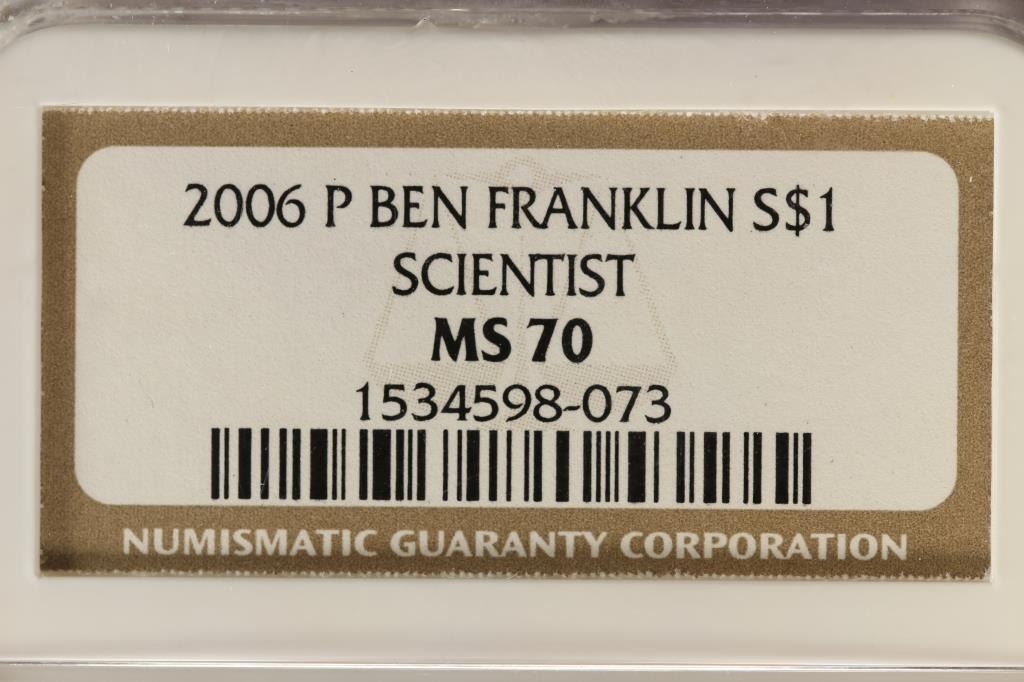 2006 P BEN FRANKLIN S$1
SCIENTIST
MS 70
1534598-073
NUMISMATIC GUARANTY CORPORATION